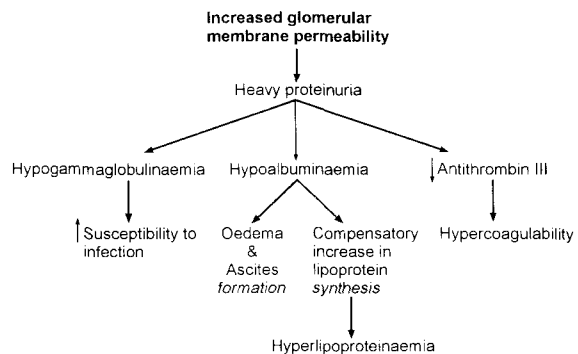 Increased glomerular
membrane permeability
Heavy proteinuria
Hypogammaglobulinaemia
Hypoalbuminaemia
↓ Antithrombin III
↑ Susceptibility to
infection
Oedema
&
Ascites
formation
Compensatory
increase in
lipoprotein
synthesis
Hypercoagulability
Hyperlipoproteinaemia